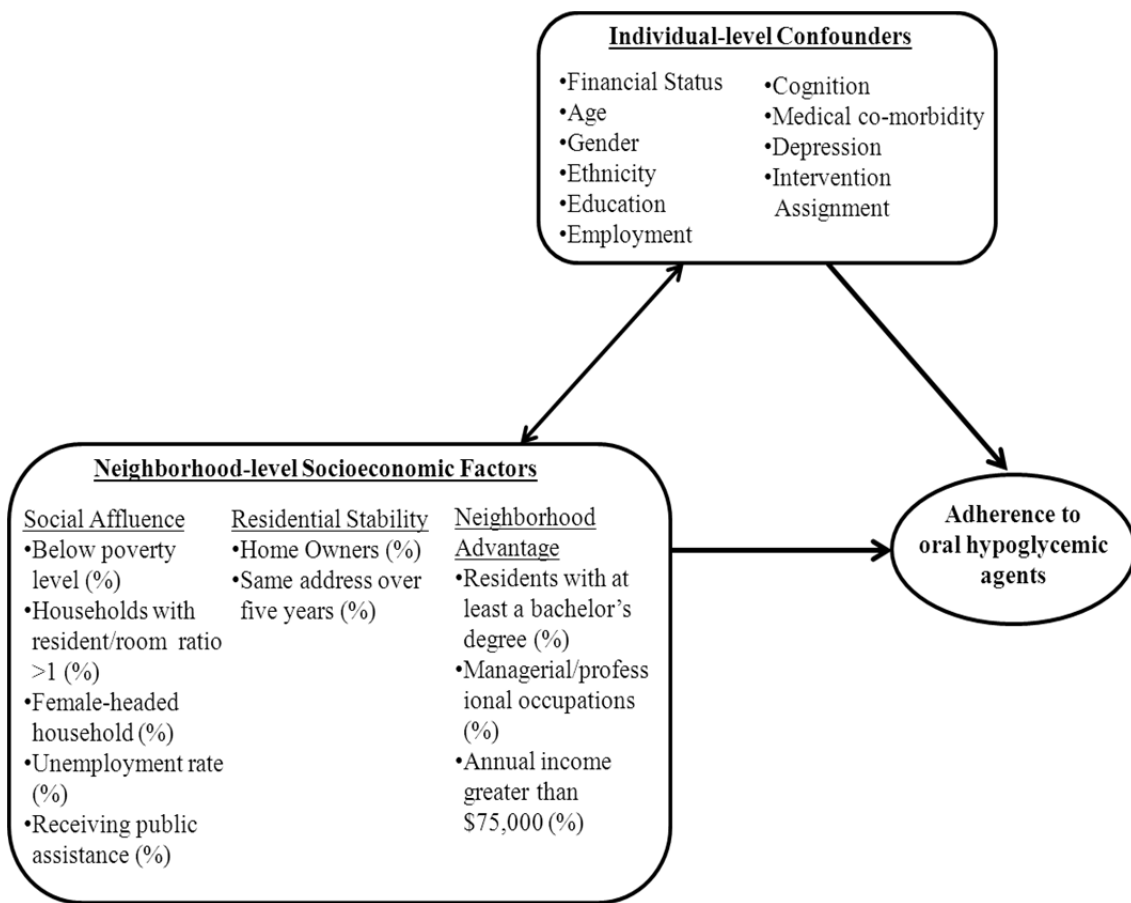 Individual-level Confounders
•Financial Status
•Age
•Gender
•Ethnicity
•Education
•Employment
•Cognition
•Medical co-morbidity
•Depression
•Intervention
Assignment
Neighborhood-level Socioeconomic Factors
Social Affluence
•Below poverty
level (%)
•Households with
resident/room ratio
>1 (%)
•Female-headed
household (%)
•Unemployment rate
(%)
•Receiving public
assistance (%)
Residential Stability
•Home Owners (%)
•Same address over
five years (%)
Neighborhood
Advantage
•Residents with at
least a bachelor’s
degree (%)
•Managerial/profess
ional occupations
(%)
•Annual income
greater than
$75,000 (%)
Adherence to
oral hypoglycemic
agents